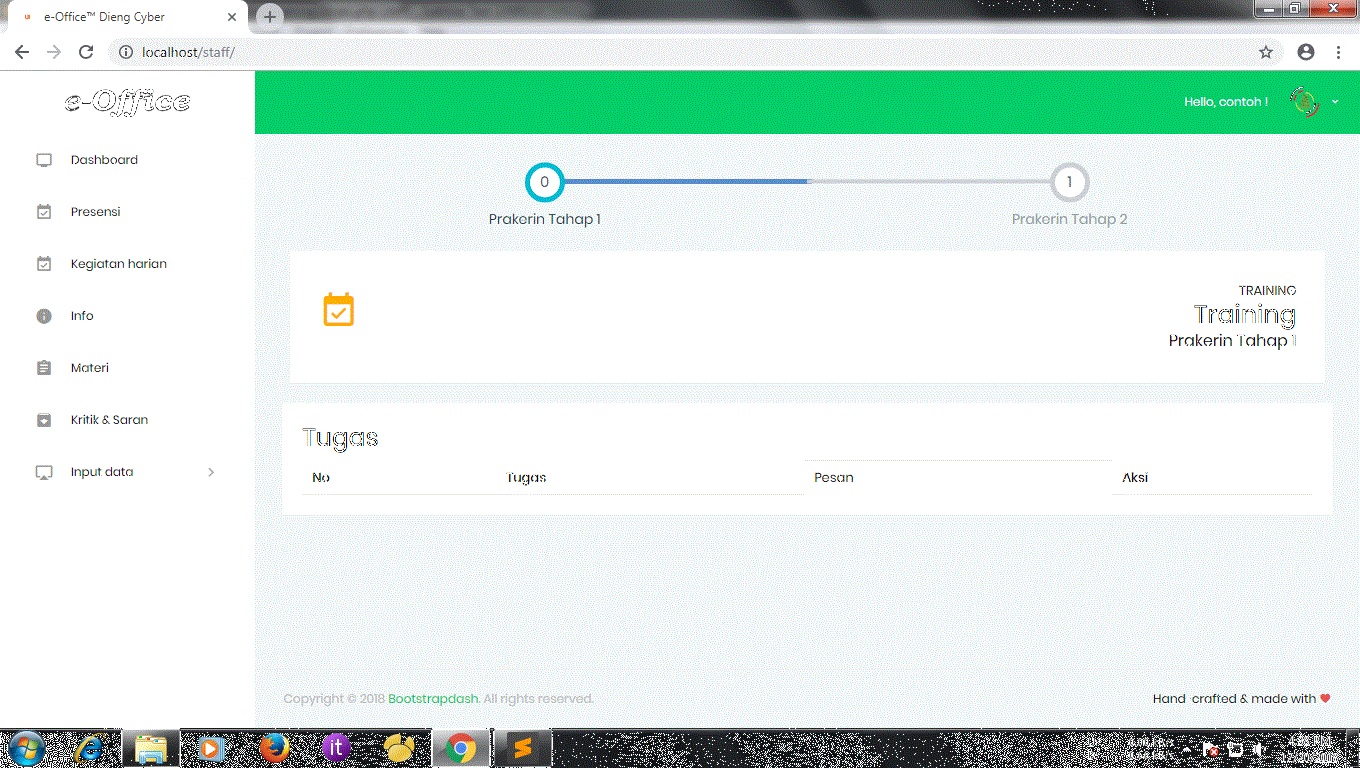 e-Office™ Dieng Cyber
localhost/staff/
e-Office
Hello, contoh !
Dashboard
Presensi
Kegiatan harian
Info
Materi
Kritik & Saran
Input data
0
1
Prakerin Tahap 1
Prakerin Tahap 2
TRAINING
Training
Prakerin Tahap 1
Tugas
No Tugas Pesan Aksi
Copyright © 2018 Bootstrapdash. All rights reserved.
Hand-crafted & made with
it